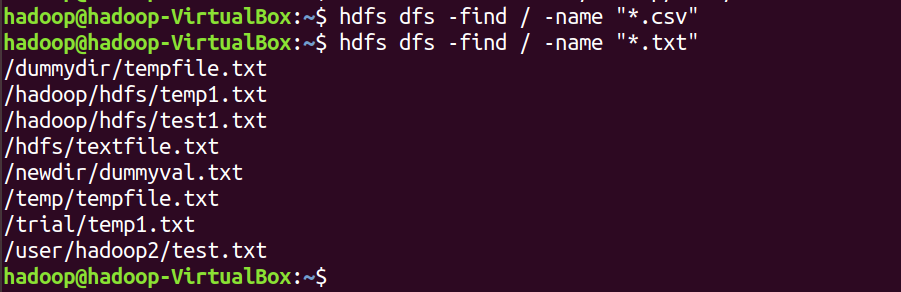 hadoop@hadoop-VirtualBox:~$ hdfs dfs -find / -name "*.csv"
hadoop@hadoop-VirtualBox:~$ hdfs dfs -find / -name "*.txt"
/dummydir/tempfile.txt
/hadoop/hdfs/temp1.txt
/hadoop/hdfs/test1.txt
/hdfs/textfile.txt
/newdir/dummyval.txt
/temp/tempfile.txt
/trial/temp1.txt
/user/hadoop2/test.txt
hadoop@hadoop-VirtualBox:~$